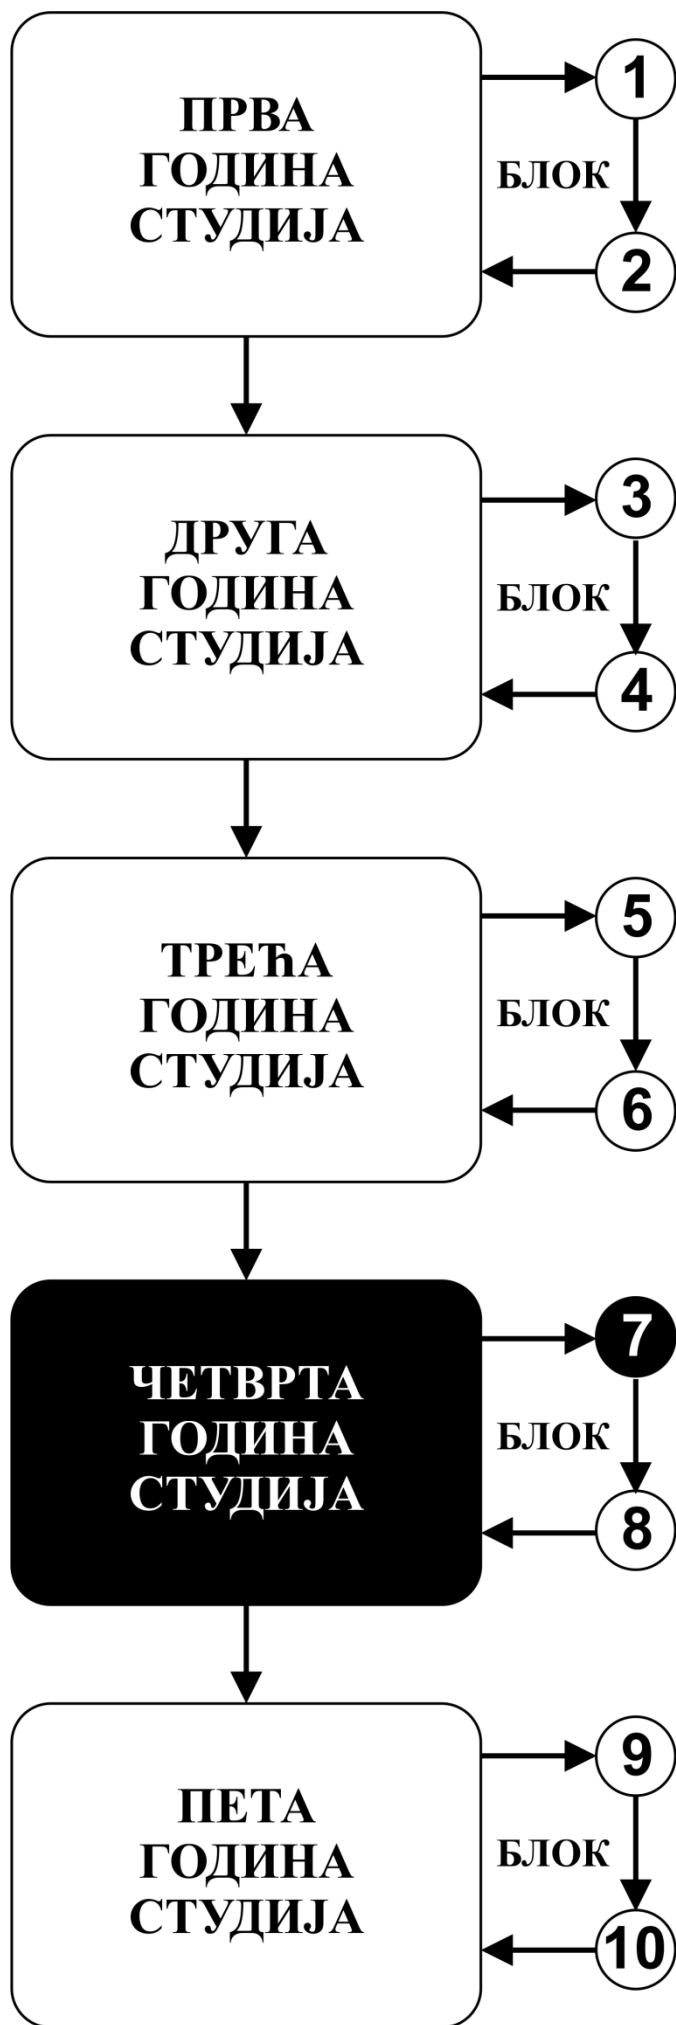 ПРВА
ГОДИНА
СТУДИЈА
1
БЛОК
2
ДРУГА
ГОДИНА
СТУДИЈА
3
БЛОК
4
ТРЕЋА
ГОДИНА
СТУДИЈА
5
БЛОК
6
ЧЕТВРТА
ГОДИНА
СТУДИЈА
7
БЛОК
8
ПЕТА
ГОДИНА
СТУДИЈА
9
БЛОК
10